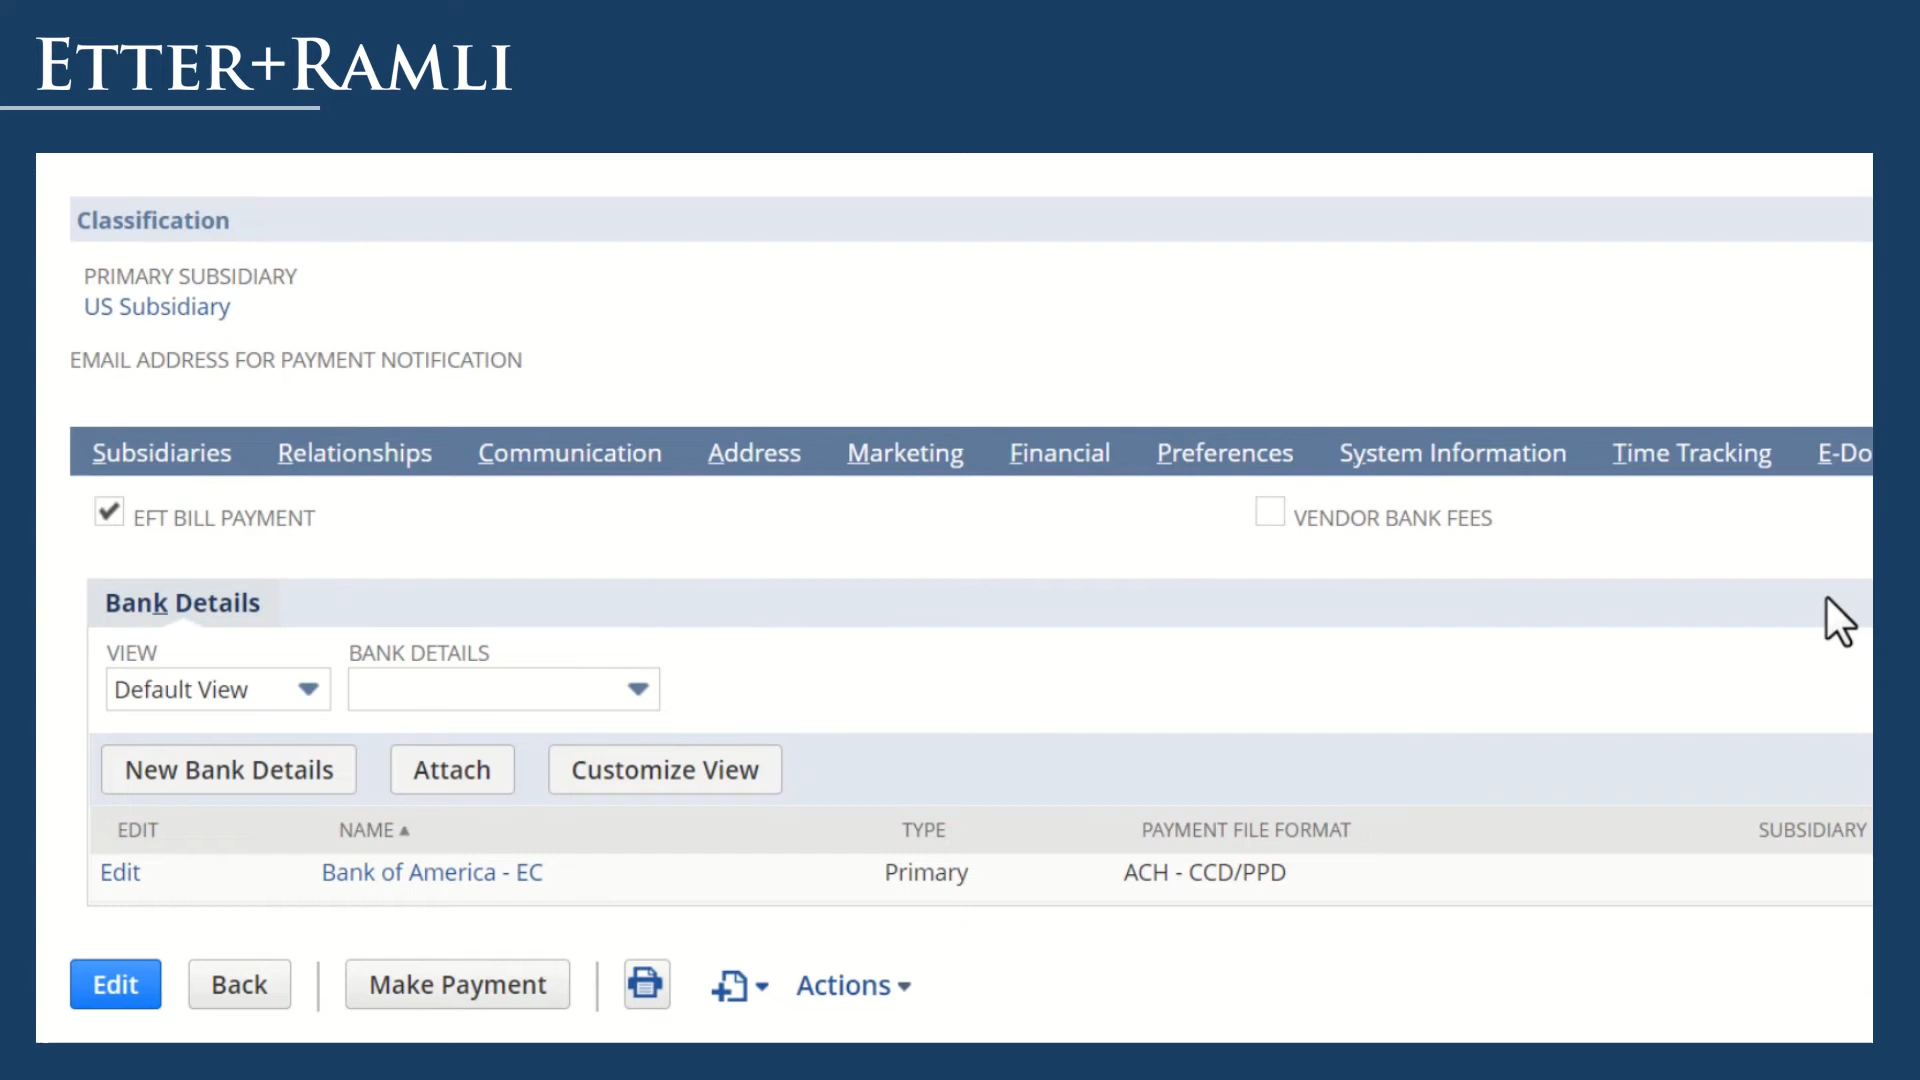 ETTER+RAMLI
Classification
PRIMARY SUBSIDIARY
US Subsidiary
EMAIL ADDRESS FOR PAYMENT NOTIFICATION
Subsidiaries Relationships Communication Address Marketing Financial Preferences System Information Time Tracking E-Do
EFT BILL PAYMENT VENDOR BANK FEES
Bank Details
VIEW BANK DETAILS
Default View
New Bank Details Attach Customize View
EDIT NAME ▲ TYPE PAYMENT FILE FORMAT SUBSIDIARY
Edit Bank of America - EC Primary ACH - CCD/PPD
Edit Back Make Payment Actions